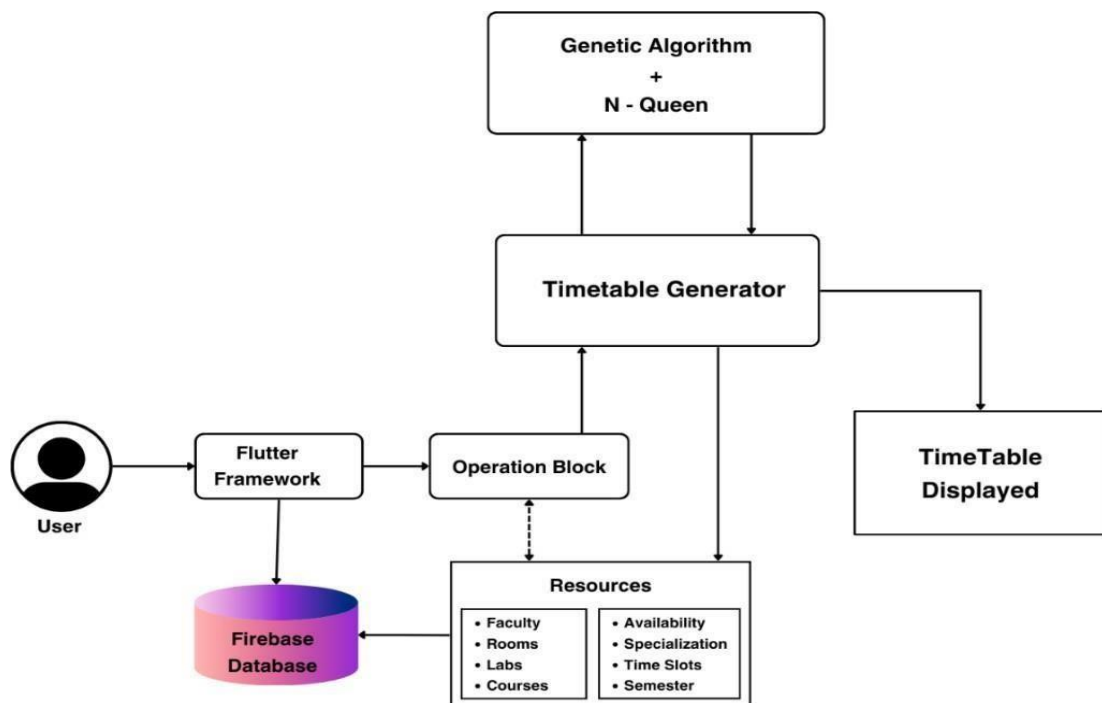 Genetic Algorithm
+
N - Queen
Timetable Generator
Flutter
Framework
Operation Block
TimeTable
Displayed
User
Resources
• Faculty
• Rooms
• Labs
• Courses
• Availability
• Specialization
• Time Slots
• Semester
Firebase
Database